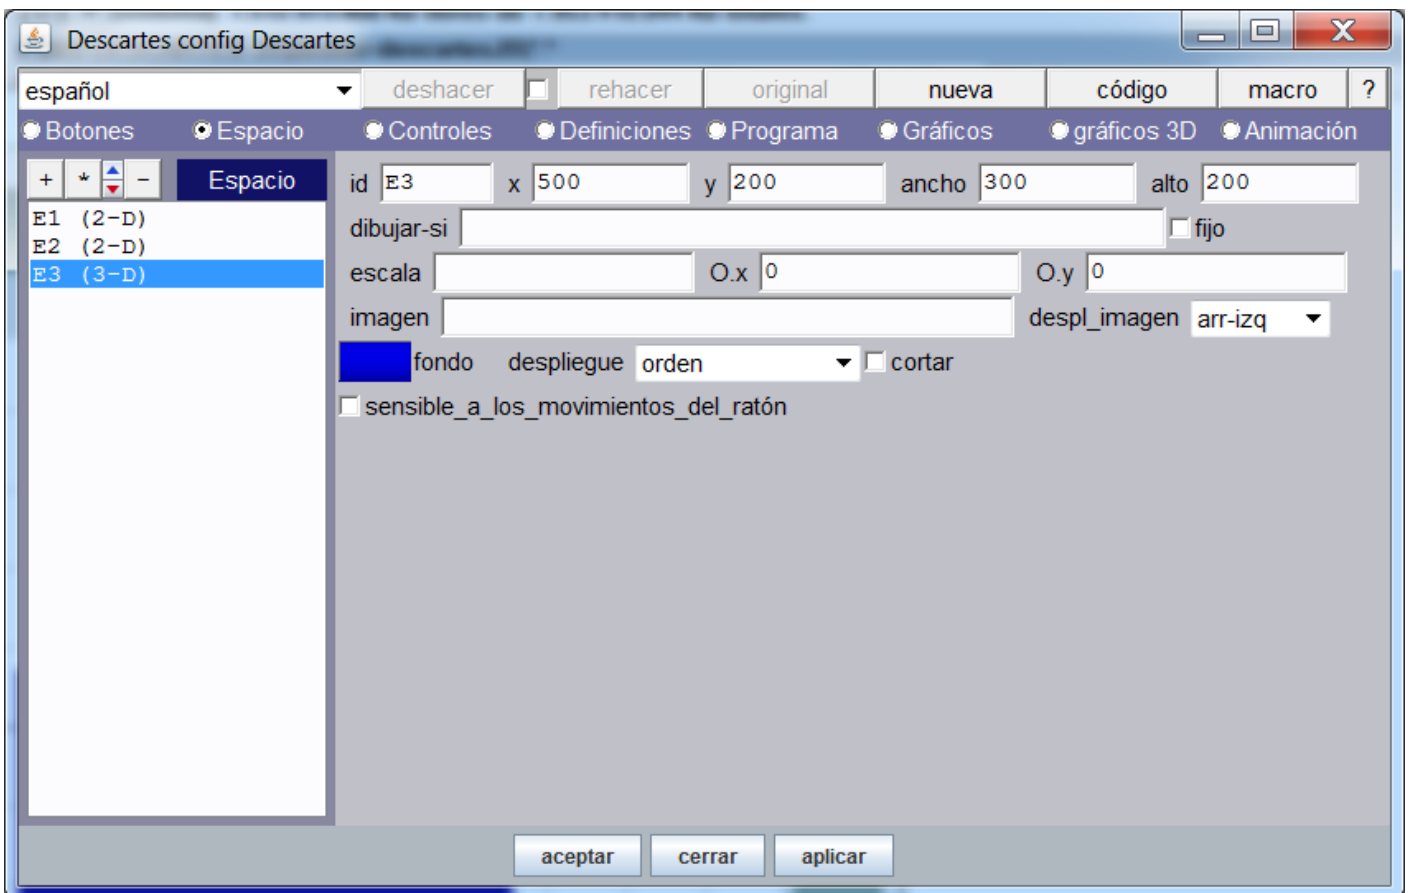 Descartes config Descartes
español deshacer rehacer original nueva código macro ?
Botones Espacio Controles Definiciones Programa Gráficos gráficos 3D Animación
+ * - Espacio id E3 x 500 y 200 ancho 300 alto 200
E1 (2-D)
E2 (2-D)
E3 (3-D)
dibujar-si fijo
escala O.x 0 O.y 0
imagen despl_imagen arr-izq
fondo despliegue orden cortar
sensible_a_los_movimientos_del_ratón
aceptar cerrar aplicar